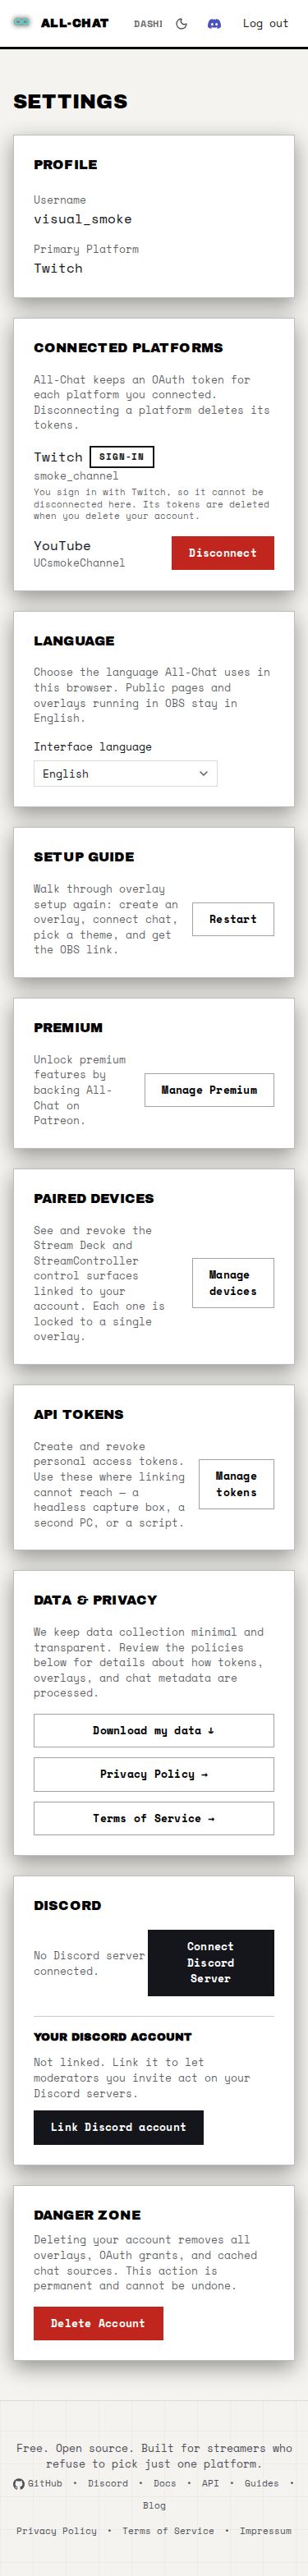 ALL-CHAT DASHI Log out
SETTINGS
PROFILE
Username
visual_smoke
Primary Platform
Twitch
CONNECTED PLATFORMS
All-Chat keeps an OAuth token for
each platform you connected.
Disconnecting a platform deletes its
tokens.
Twitch SIGN-IN
smoke_channel
You sign in with Twitch, so it cannot be
disconnected here. Its tokens are deleted
when you delete your account.
YouTube
UCsmokeChannel
Disconnect
LANGUAGE
Choose the language All-Chat uses in
this browser. Public pages and
overlays running in OBS stay in
English.
Interface language
English
SETUP GUIDE
Walk through overlay
setup again: create an
overlay, connect chat,
pick a theme, and get
the OBS link.
Restart
PREMIUM
Unlock premium
features by
backing All-
Chat on
Patreon.
Manage Premium
PAIRED DEVICES
See and revoke the
Stream Deck and
StreamController
control surfaces
linked to your
account. Each one is
locked to a single
overlay.
Manage
devices
API TOKENS
Create and revoke
personal access tokens.
Use these where linking
cannot reach — a
headless capture box, a
second PC, or a script.
Manage
tokens
DATA & PRIVACY
We keep data collection minimal and
transparent. Review the policies
below for details about how tokens,
overlays, and chat metadata are
processed.
Download my data ↓
Privacy Policy →
Terms of Service →
DISCORD
No Discord server
connected.
Connect
Discord
Server
YOUR DISCORD ACCOUNT
Not linked. Link it to let
moderators you invite act on your
Discord servers.
Link Discord account
DANGER ZONE
Deleting your account removes all
overlays, OAuth grants, and cached
chat sources. This action is
permanent and cannot be undone.
Delete Account
Free. Open source. Built for streamers who
refuse to pick just one platform.
GitHub • Discord • Docs • API • Guides •
Blog
Privacy Policy • Terms of Service • Impressum